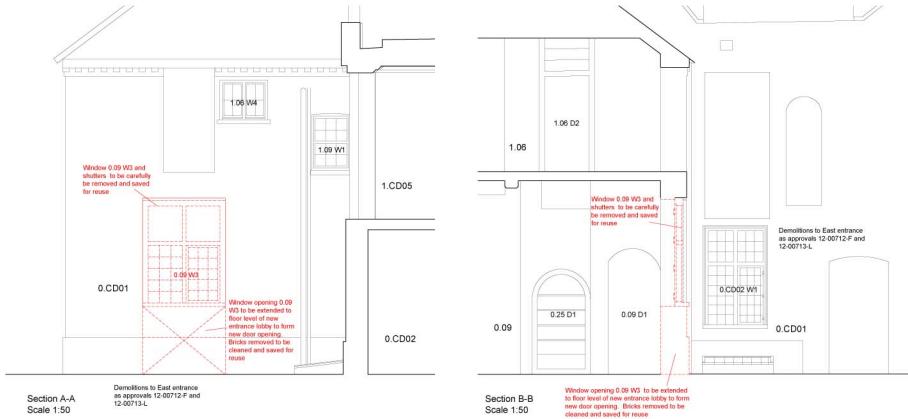 1.06 W4
1.09 W1
Window 0.09 W3 and
shutters to be carefully
be removed and saved
for reuse
1.CD05
0.09 W3
0.CD01
Window opening 0.09
W3 to be extended to
floor level of new
entrance lobby to form
new door opening.
Bricks removed to be
cleaned and saved for
reuse
0.CD02
Section A-A
Scale 1:50
Demolitions to East entrance
as approvals 12-00712-F and
12-00713-L
1.06 D2
1.06
Window 0.09 W3 and
shutters to be carefully
be removed and saved
for reuse
Demolitions to East entrance
as approvals 12-00712-F and
12-00713-L
0.CD02 W1
0.09
0.25 D1
0.09 D1
0.CD01
Section B-B
Scale 1:50
Window opening 0.09 W3 to be extended
to floor level of new entrance lobby to form
new door opening. Bricks removed to be
cleaned and saved for reuse